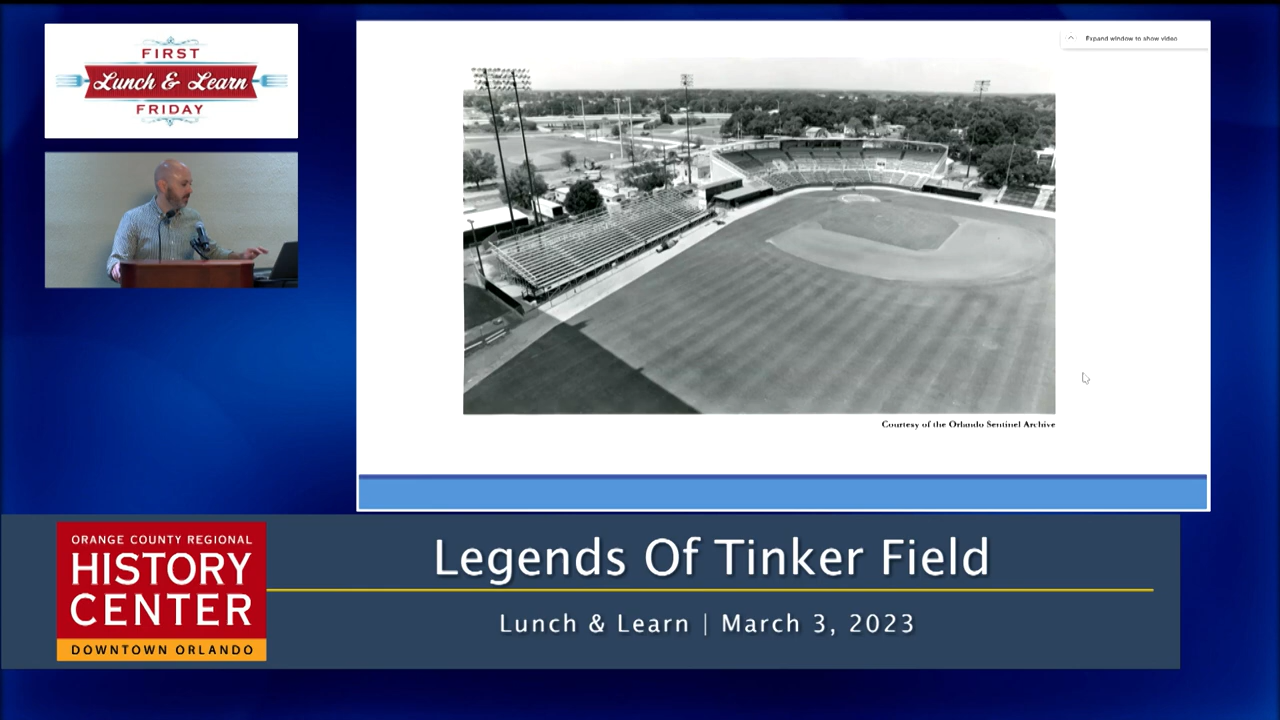 FIRST
Lunch & Learn
FRIDAY
Expand window to show video
Courtesy of the Orlando Sentinel Archive
ORANGE COUNTY REGIONAL
HISTORY
CENTER
DOWNTOWN ORLANDO
Legends Of Tinker Field
Lunch & Learn | March 3, 2023